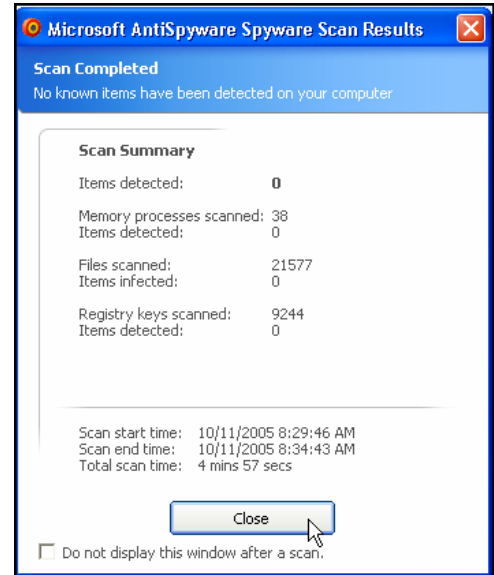 Microsoft AntiSpyware Spyware Scan Results
Scan Completed
No known items have been detected on your computer
Scan Summary
Items detected: 0
Memory processes scanned: 38
Items detected: 0
Files scanned: 21577
Items infected: 0
Registry keys scanned: 9244
Items detected: 0
Scan start time: 10/11/2005 8:29:46 AM
Scan end time: 10/11/2005 8:34:43 AM
Total scan time: 4 mins 57 secs
Close
Do not display this window after a scan.